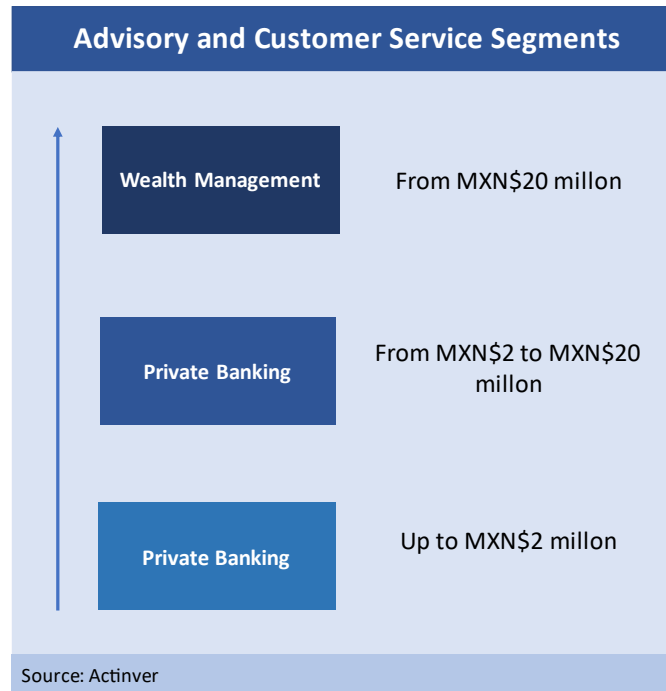 Advisory and Customer Service Segments
Wealth Management
From MXN$20 millon
Private Banking
From MXN$2 to MXN$20
millon
Private Banking
Up to MXN$2 millon
Source: Actinver